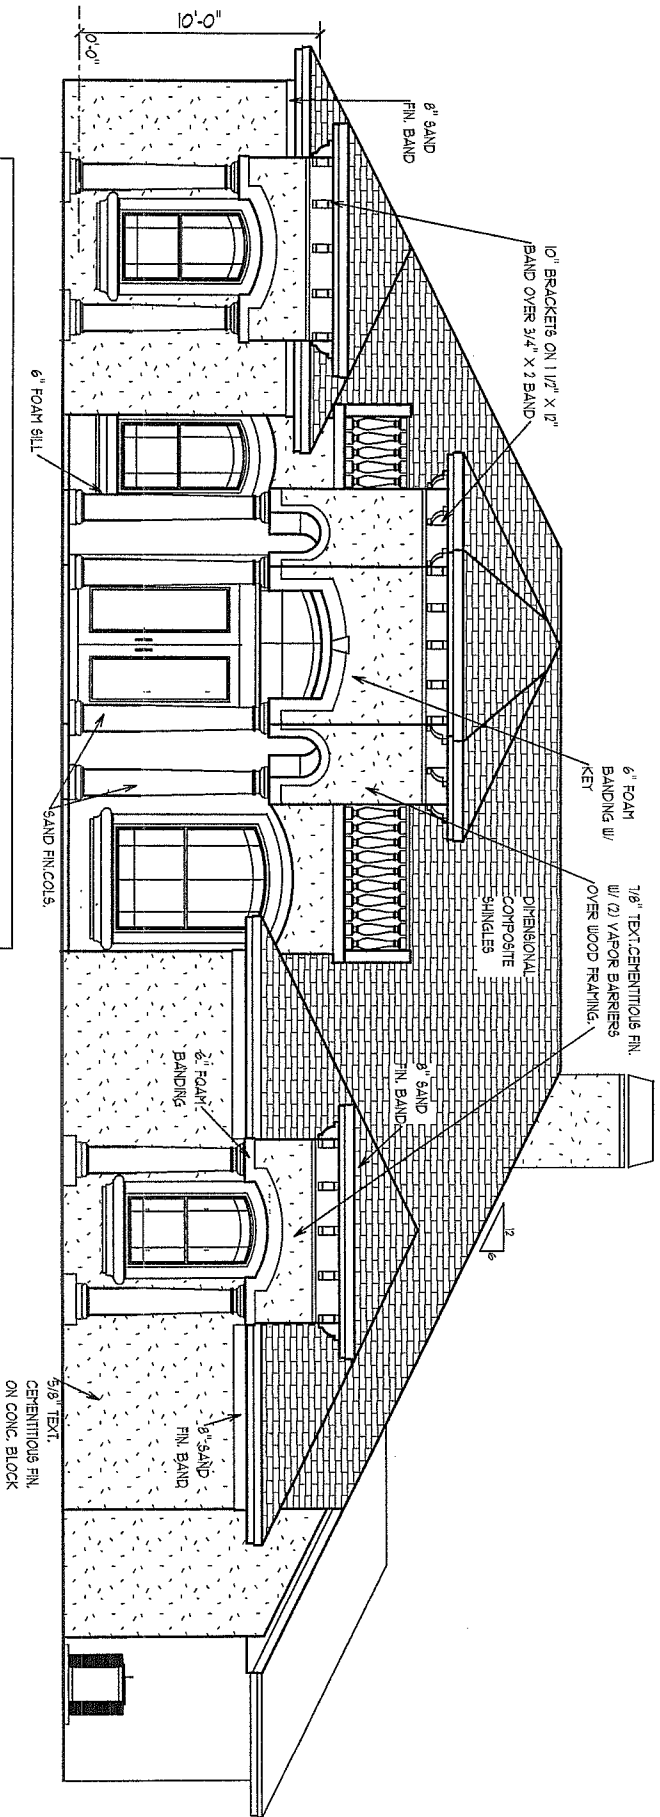 10'-0"
0'-0"
8" SAND
FIN. BAND
10" BRACKETS ON 1 1/2" X 12"
BAND OVER 3/4" X 2 BAND
6" FOAM SILL
SAND FIN.COLS.
6" FOAM
BANDING W/
KEY
7/8" TEXT.CEMENTITIOUS FIN.
W/ (2) VAPOR BARRIERS
OVER WOOD FRAMING.
DIMENSIONAL
COMPOSITE
SHINGLES
8" SAND
FIN. BAND
6" FOAM
BANDING
12
6
8" SAND
FIN. BAND
5/8" TEXT.
CEMENTITIOUS FIN.
ON CONC. BLOCK